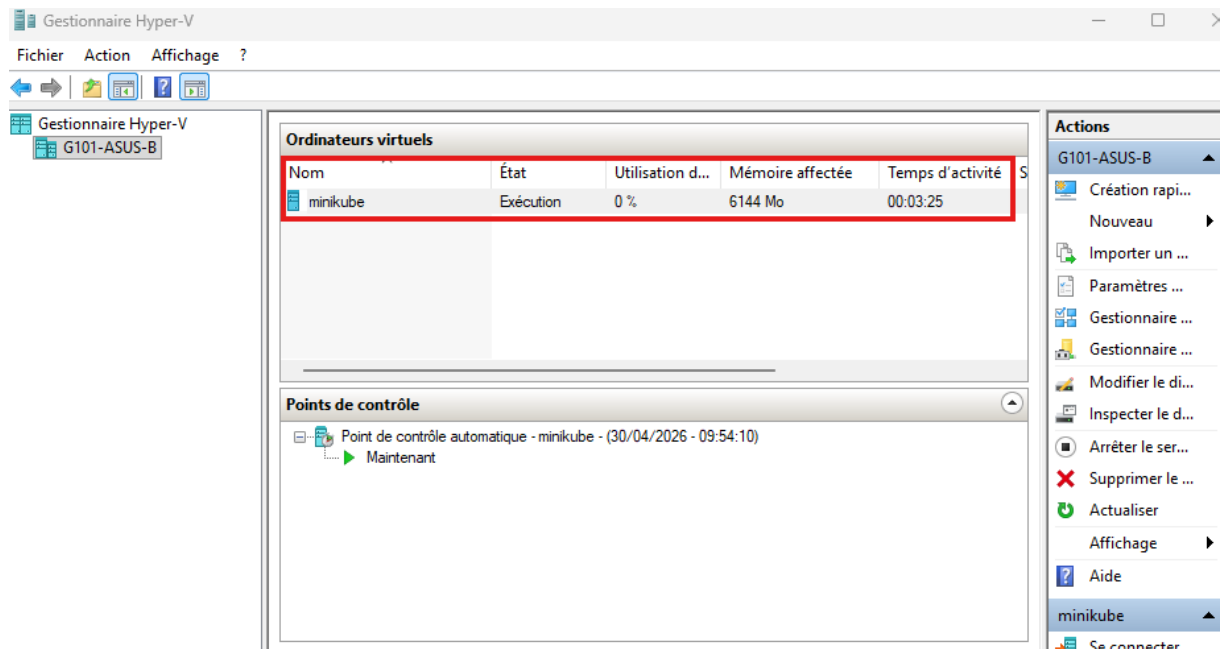 Gestionnaire Hyper-V
Fichier Action Affichage ?
Gestionnaire Hyper-V
G101-ASUS-B
Ordinateurs virtuels
Nom État Utilisation d... Mémoire affectée Temps d'activité S
minikube Exécution 0 % 6144 Mo 00:03:25
Points de contrôle
Point de contrôle automatique - minikube - (30/04/2026 - 09:54:10)
Maintenant
Actions
G101-ASUS-B
Création rapi...
Nouveau
Importer un ...
Paramètres ...
Gestionnaire ...
Gestionnaire ...
Modifier le di...
Inspecter le d...
Arrêter le ser...
Supprimer le ...
Actualiser
Affichage
Aide
minikube
Se connecter